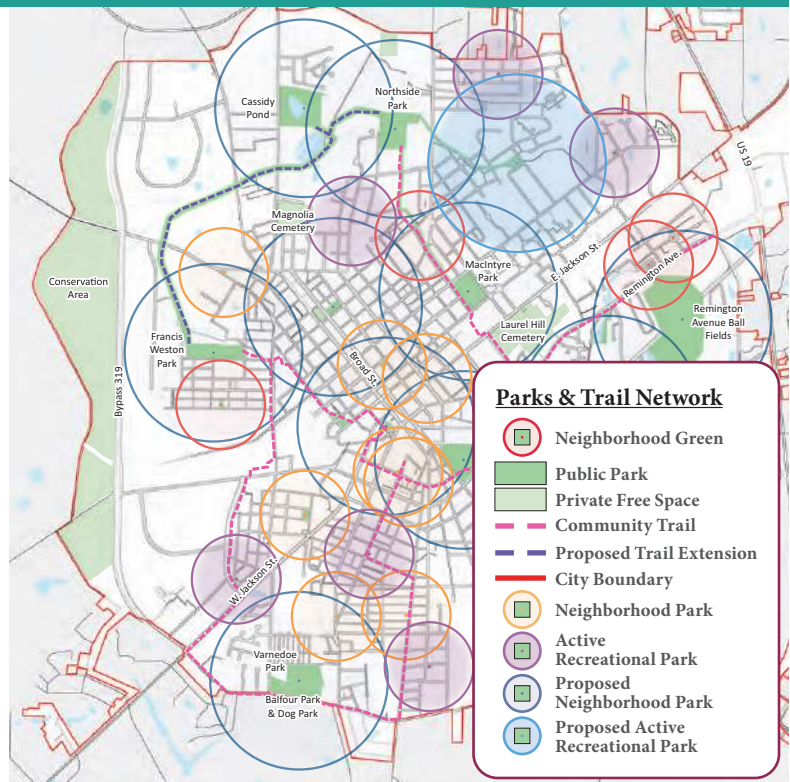 Cassidy
Pond
Northside
Park
US 19
Magnolia
Cemetery
MacIntyre
Park
E. Jackson St.
Remington Ave.
Conservation
Area
Laurel Hill
Cemetery
Remington
Avenue Ball
Fields
Francis
Weston
Park
Broad St.
Bypass 319
W. Jackson St.
Varnedoe
Park
Balfour Park
& Dog Park
Parks & Trail Network
Neighborhood Green
Public Park
Private Free Space
Community Trail
Proposed Trail Extension
City Boundary
Neighborhood Park
Active
Recreational Park
Proposed
Neighborhood Park
Proposed Active
Recreational Park